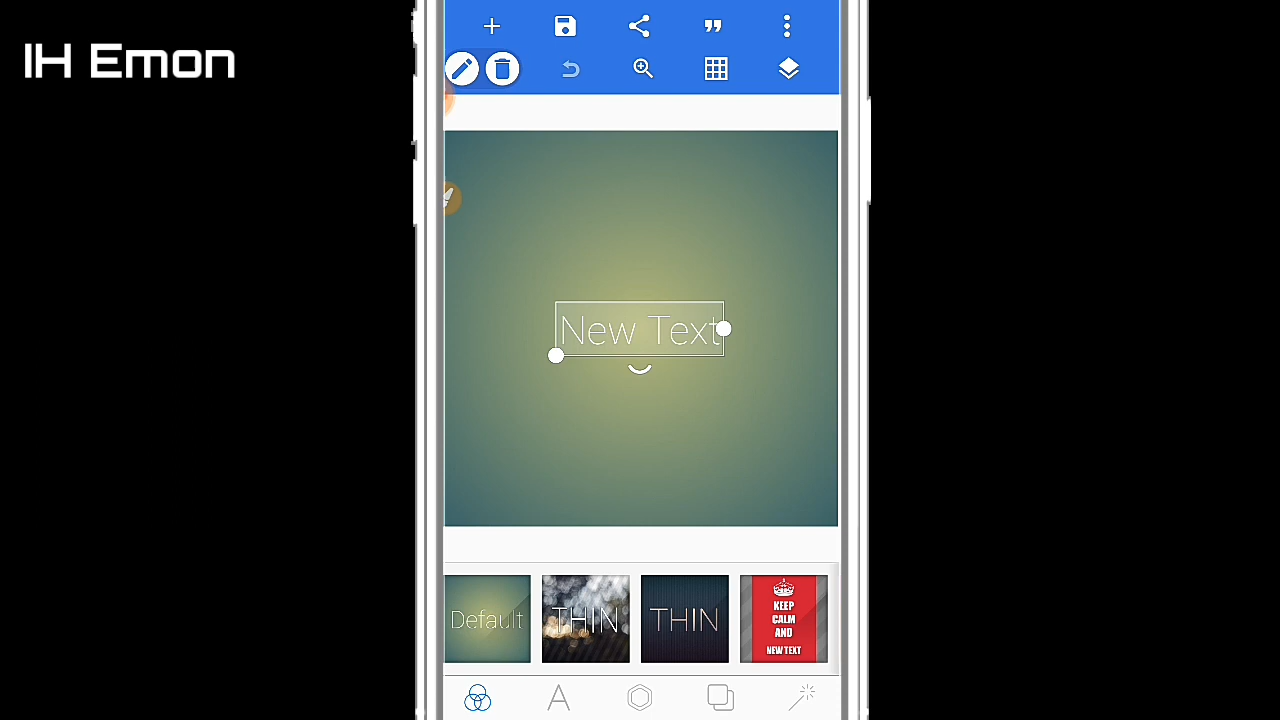 IH Emon
New Text
Default
THIN
THIN
KEEP
CALM
AND
NEW TEXT